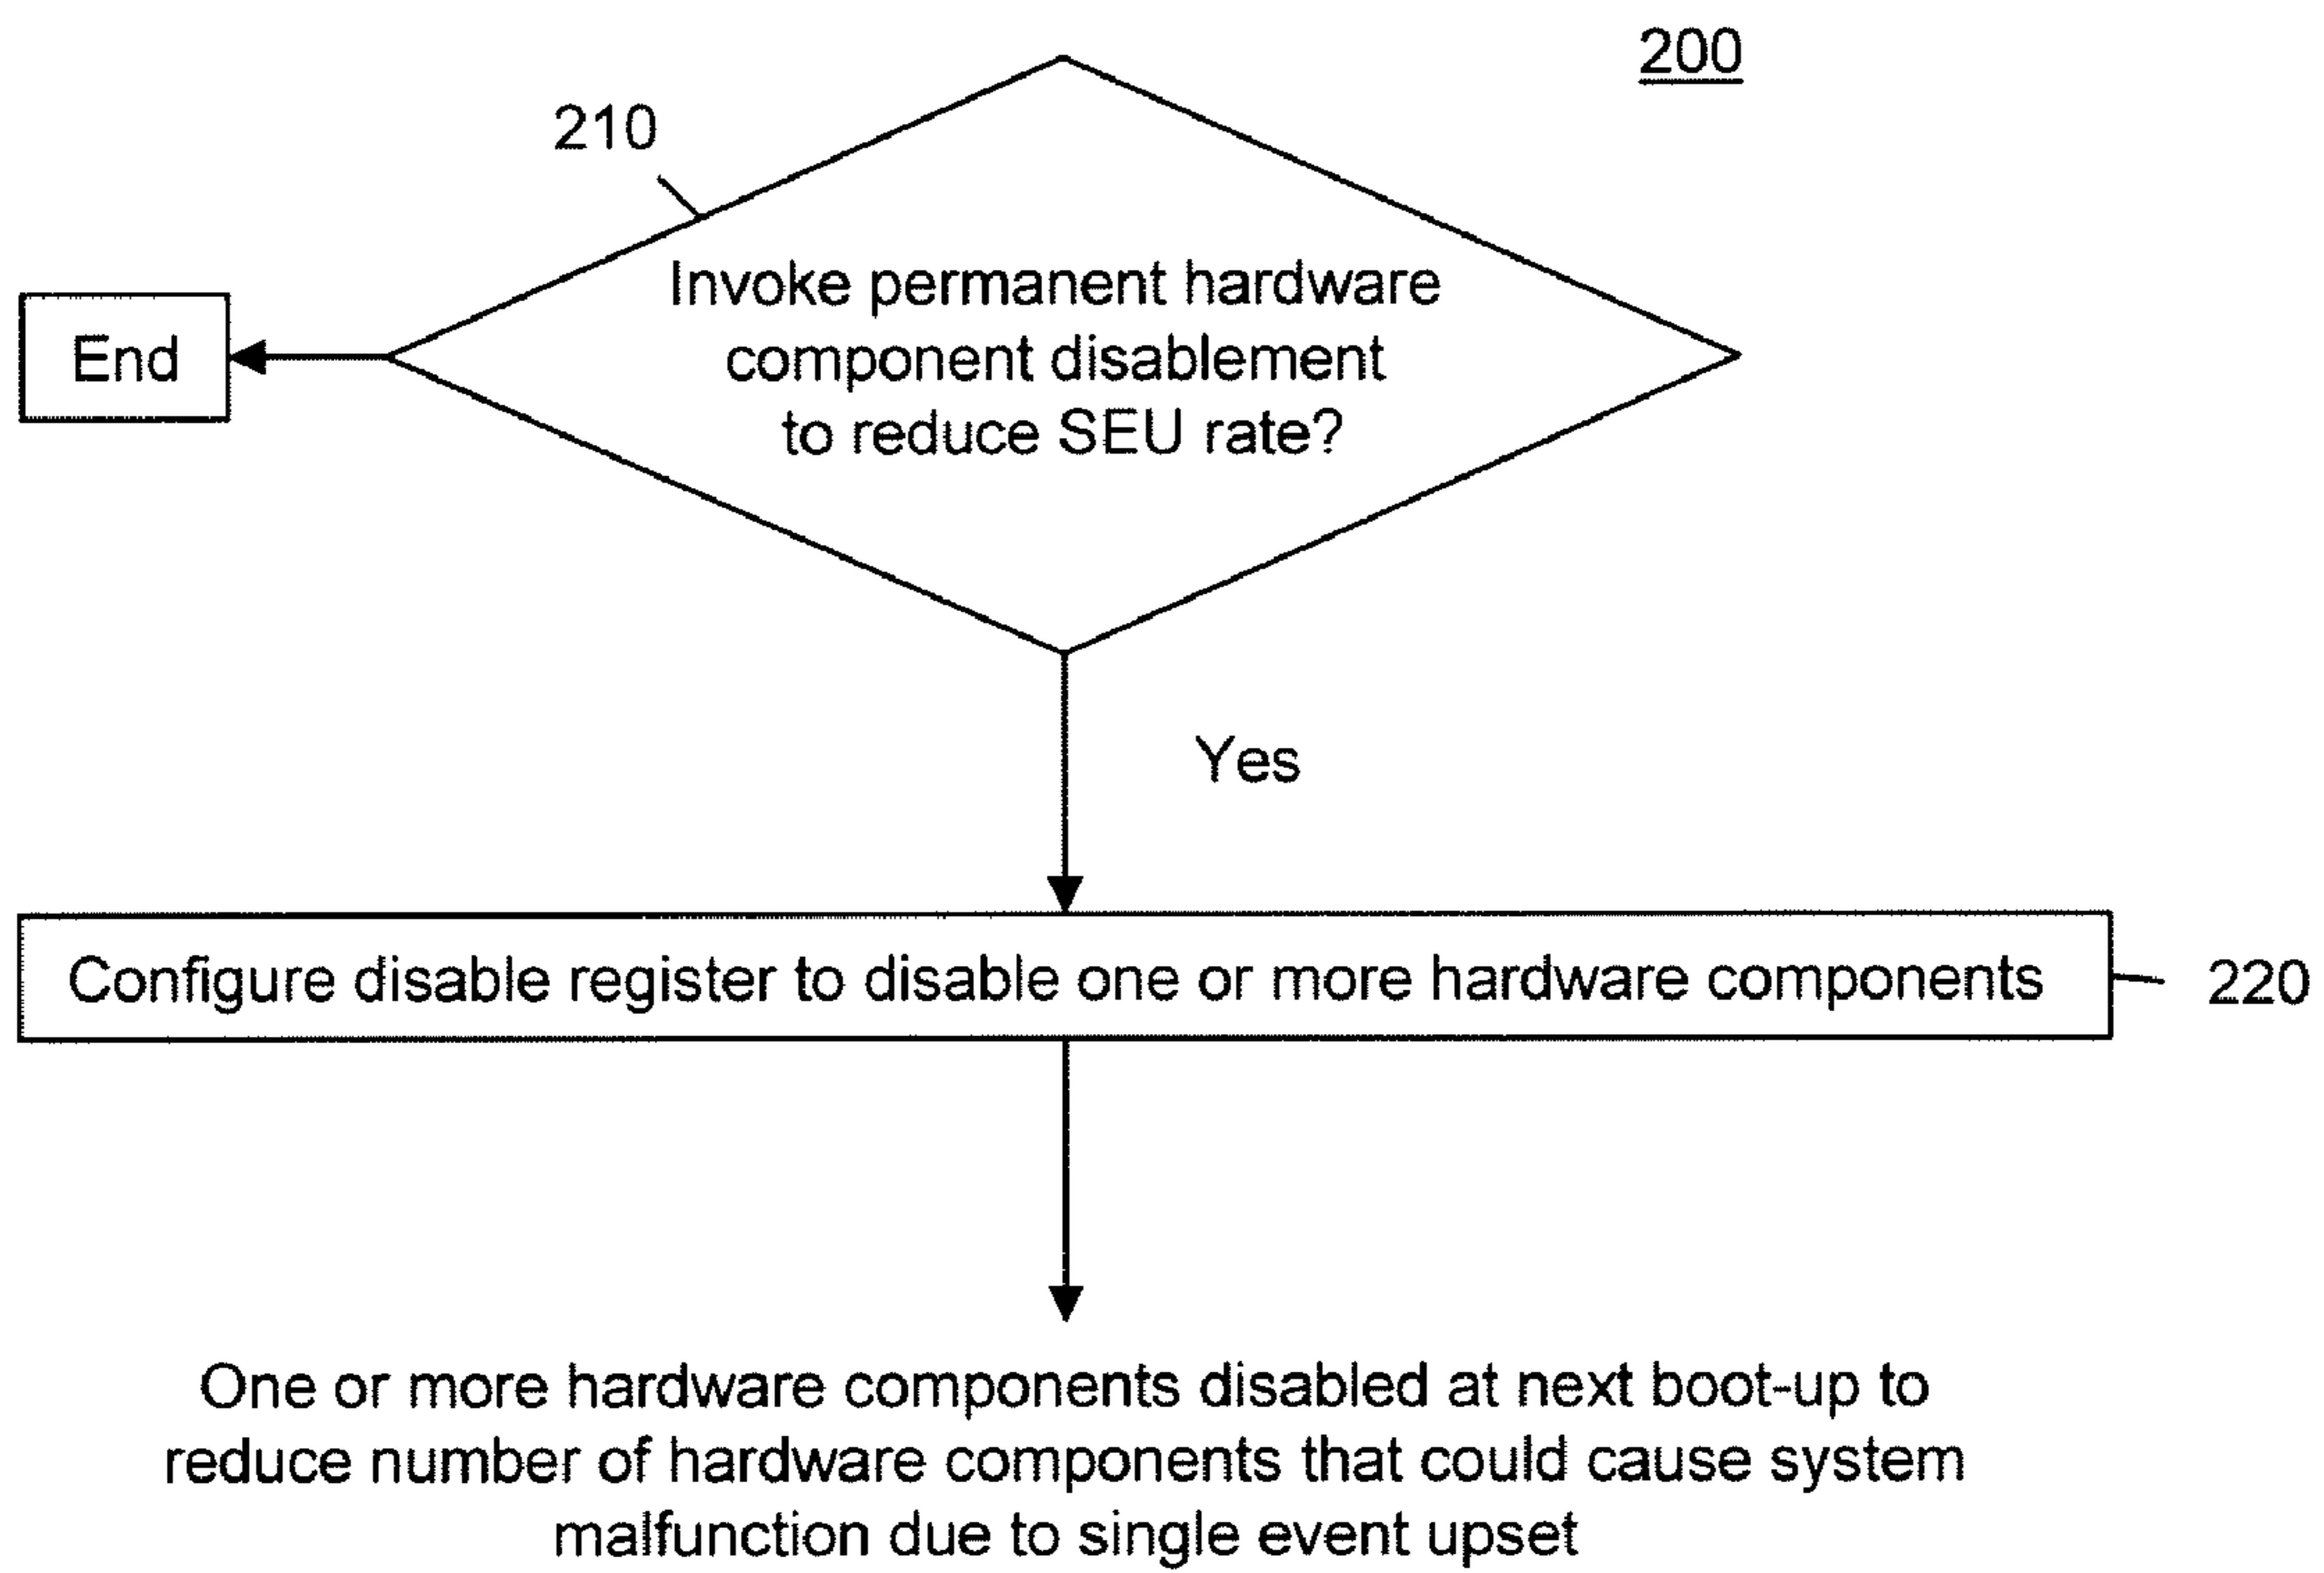 200
210
Invoke permanent hardware
component disablement
to reduce SEU rate?
End
Yes
Configure disable register to disable one or more hardware components
220
One or more hardware components disabled at next boot-up to
reduce number of hardware components that could cause system
malfunction due to single event upset